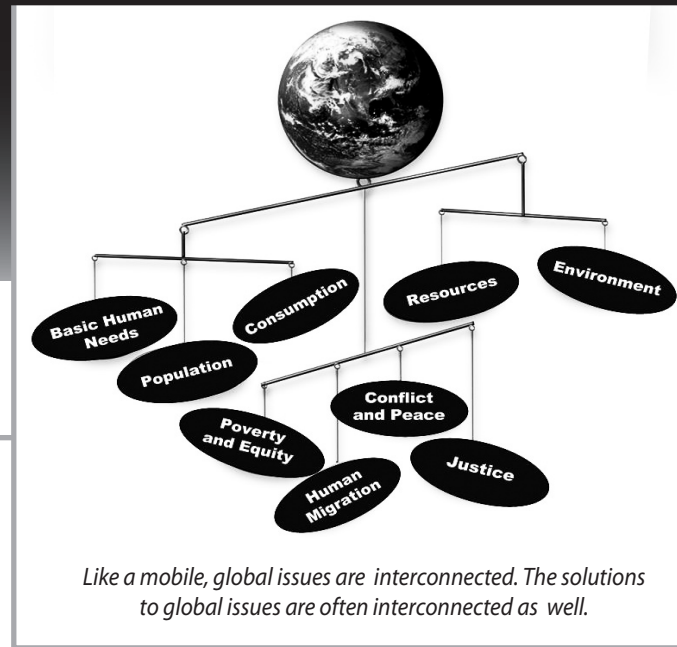 Basic Human
Needs
Population
Consumption
Resources
Environment
Poverty
and Equity
Human
Migration
Conflict
and Peace
Justice
Like a mobile, global issues are interconnected. The solutions
to global issues are often interconnected as well.